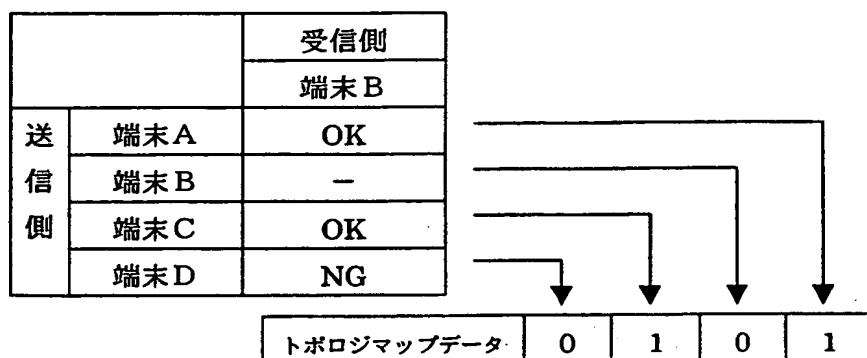 受信側
端末B
送信側
端末A OK
端末B －
端末C OK
端末D NG
トポロジマップデータ 0 1 0 1